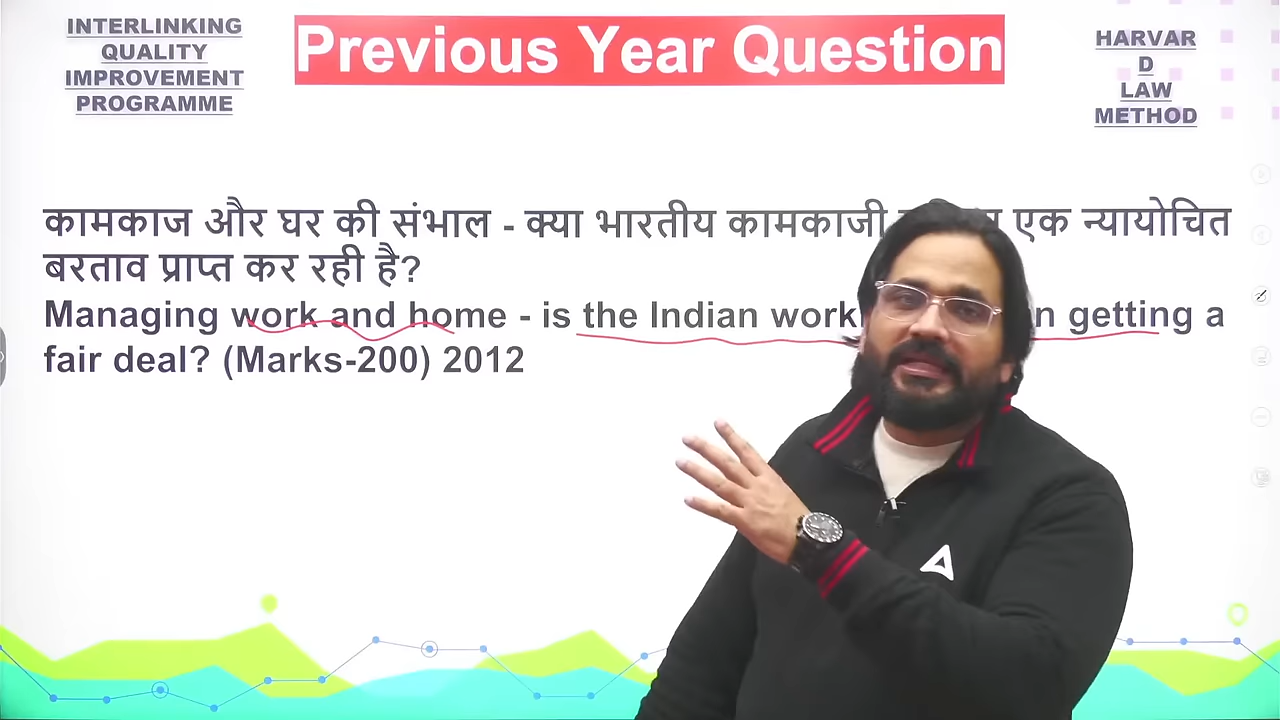 INTERLINKING
QUALITY
IMPROVEMENT
PROGRAMME
Previous Year Question
HARVAR
D
LAW
METHOD
कामकाज और घर की संभाल - क्या भारतीय कामकाजी एक न्यायोचित
बरताव प्राप्त कर रही है?
Managing work and home - is the Indian work getting a
fair deal? (Marks-200) 2012